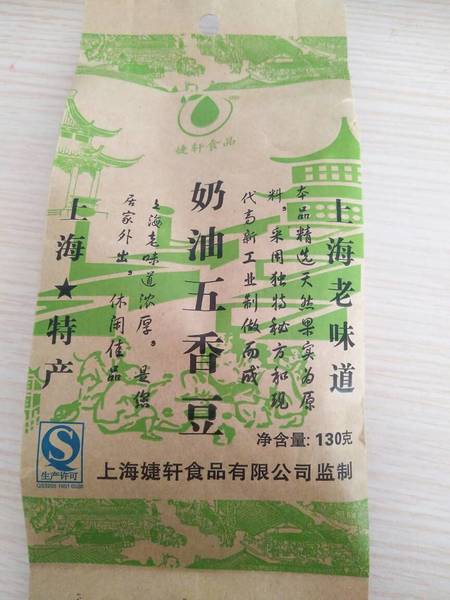 婕轩食品
上海老味道
本品精选天然果实为原
料。采用独特秘方和现
代高新工业制做而成
奶油五香豆
上海老味道浓厚。是您
居家外出。休闲佳品
上海★特产
净含量: 130克
生产许可
上海婕轩食品有限公司监制